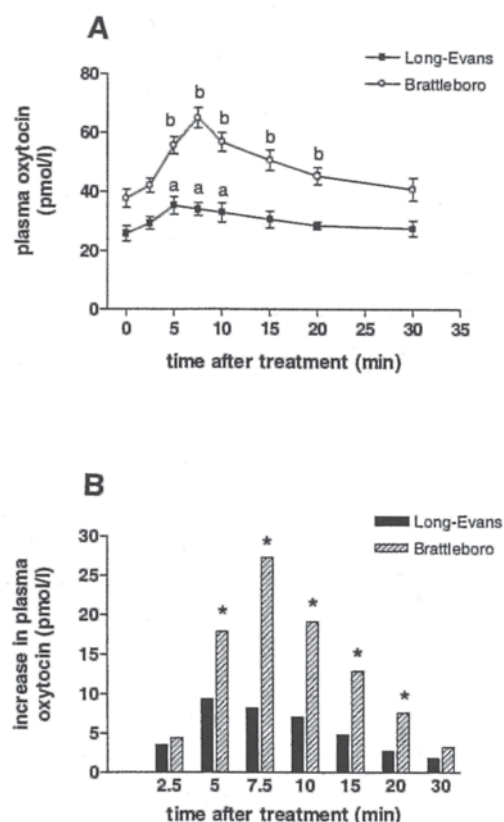 A
Long-Evans
Brattleboro
plasma oxytocin
(pmol/l)
80
60
40
20
0
b
b
b
b
b
a
a
a
0 5 10 15 20 25 30 35
time after treatment (min)
B
Long-Evans
Brattleboro
increase in plasma
oxytocin (pmol/l)
30
25
20
15
10
5
0
* * * * *
2.5 5 7.5 10 15 20 30
time after treatment (min)